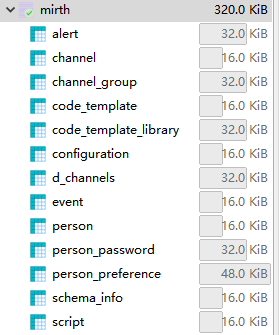 mirth 320.0 KiB
alert 32.0 KiB
channel 16.0 KiB
channel_group 32.0 KiB
code_template 16.0 KiB
code_template_library 32.0 KiB
configuration 16.0 KiB
d_channels 32.0 KiB
event 16.0 KiB
person 16.0 KiB
person_password 32.0 KiB
person_preference 48.0 KiB
schema_info 16.0 KiB
script 16.0 KiB